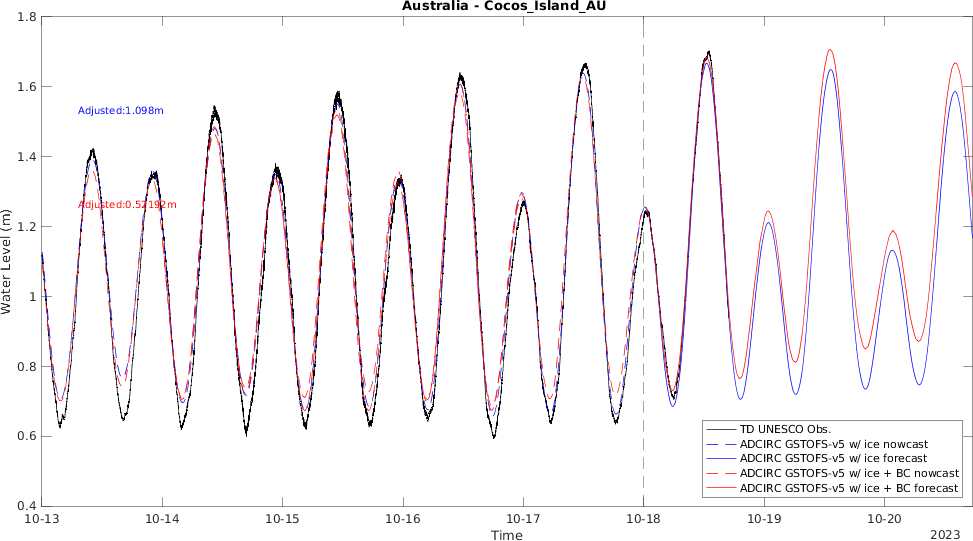 Australia - Cocos_Island_AU
1.8
1.6
1.4
1.2
1
0.8
0.6
0.4
Water Level (m)
Adjusted:1.098m
Adjusted:0.52192m
TD UNESCO Obs.
ADCIRC GSTOFS-v5 w/ ice nowcast
ADCIRC GSTOFS-v5 w/ ice forecast
ADCIRC GSTOFS-v5 w/ ice + BC nowcast
ADCIRC GSTOFS-v5 w/ ice + BC forecast
10-13 10-14 10-15 10-16 10-17 10-18 10-19 10-20
Time
2023